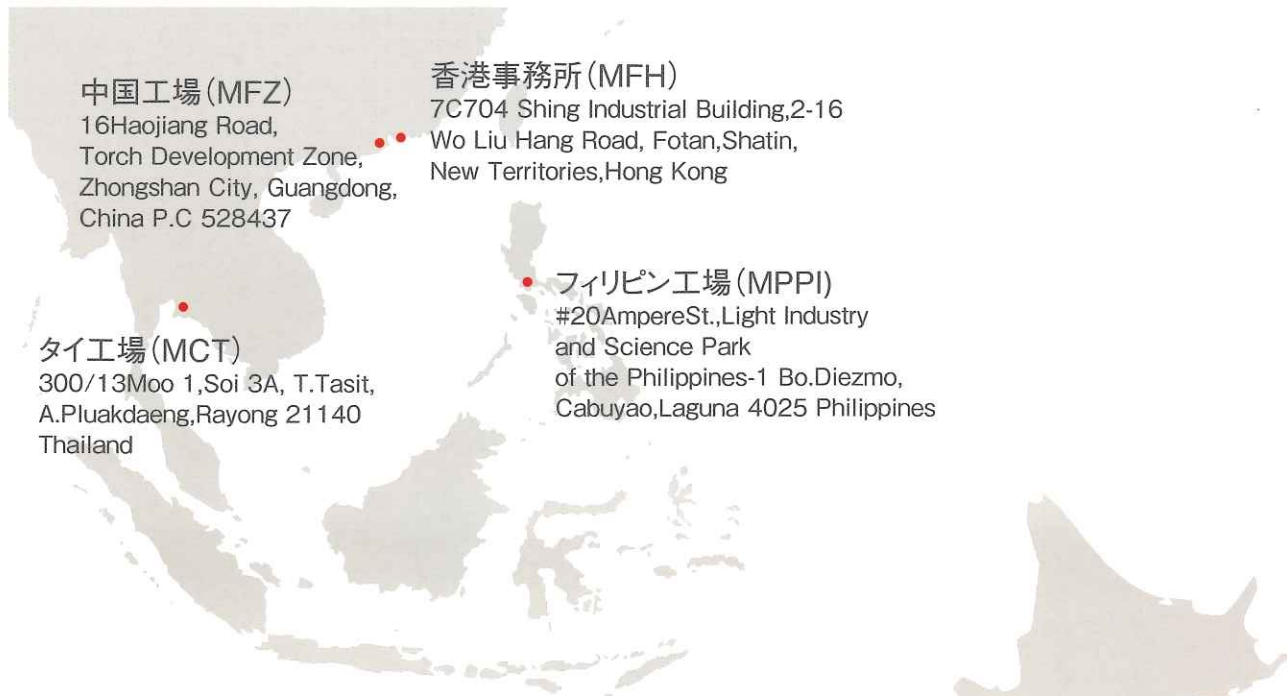 中国工場(MFZ)
16Haojiang Road,
Torch Development Zone,
Zhongshan City, Guangdong,
China P.C 528437
香港事務所(MFH)
7C704 Shing Industrial Building,2-16
Wo Liu Hang Road, Fotan,Shatin,
New Territories,Hong Kong
フィリピン工場(MPPI)
#20AmpereSt.,Light Industry
and Science Park
of the Philippines-1 Bo.Diezmo,
Cabuyao,Laguna 4025 Philippines
タイ工場(MCT)
300/13Moo 1,Soi 3A, T.Tasit,
A.Pluakdaeng,Rayong 21140
Thailand